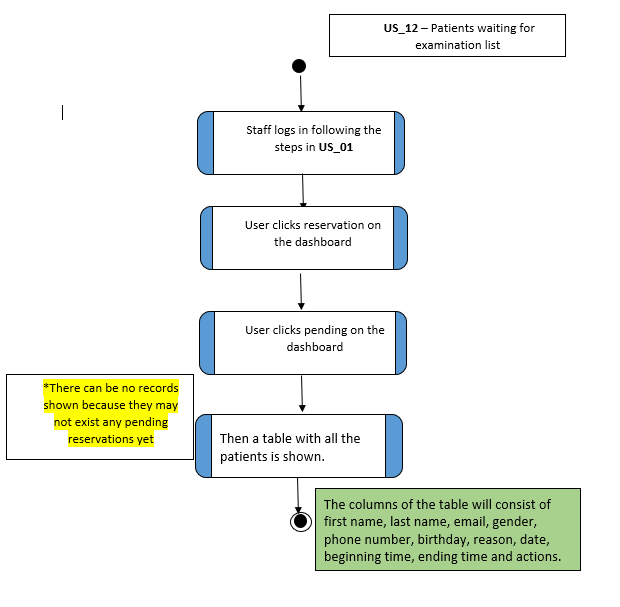 US_12 – Patients waiting for
examination list
Staff logs in following the
steps in US_01
User clicks reservation on
the dashboard
User clicks pending on the
dashboard
*There can be no records
shown because they may
not exist any pending
reservations yet
Then a table with all the
patients is shown.
The columns of the table will consist of
first name, last name, email, gender,
phone number, birthday, reason, date,
beginning time, ending time and actions.